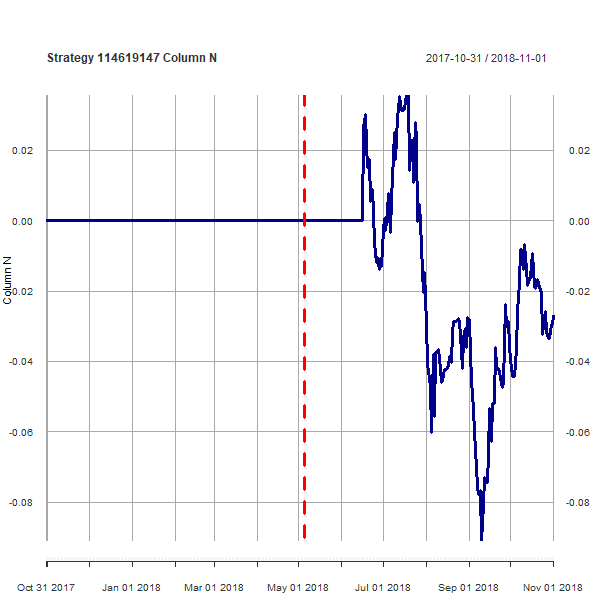 Strategy 114619147 Column N
2017-10-31 / 2018-11-01
0.02 0.02
0.00 0.00
Column N
-0.02 -0.02
-0.04 -0.04
-0.06 -0.06
-0.08 -0.08
Oct 31 2017 Jan 01 2018 Mar 01 2018 May 01 2018 Jul 01 2018 Sep 01 2018 Nov 01 2018